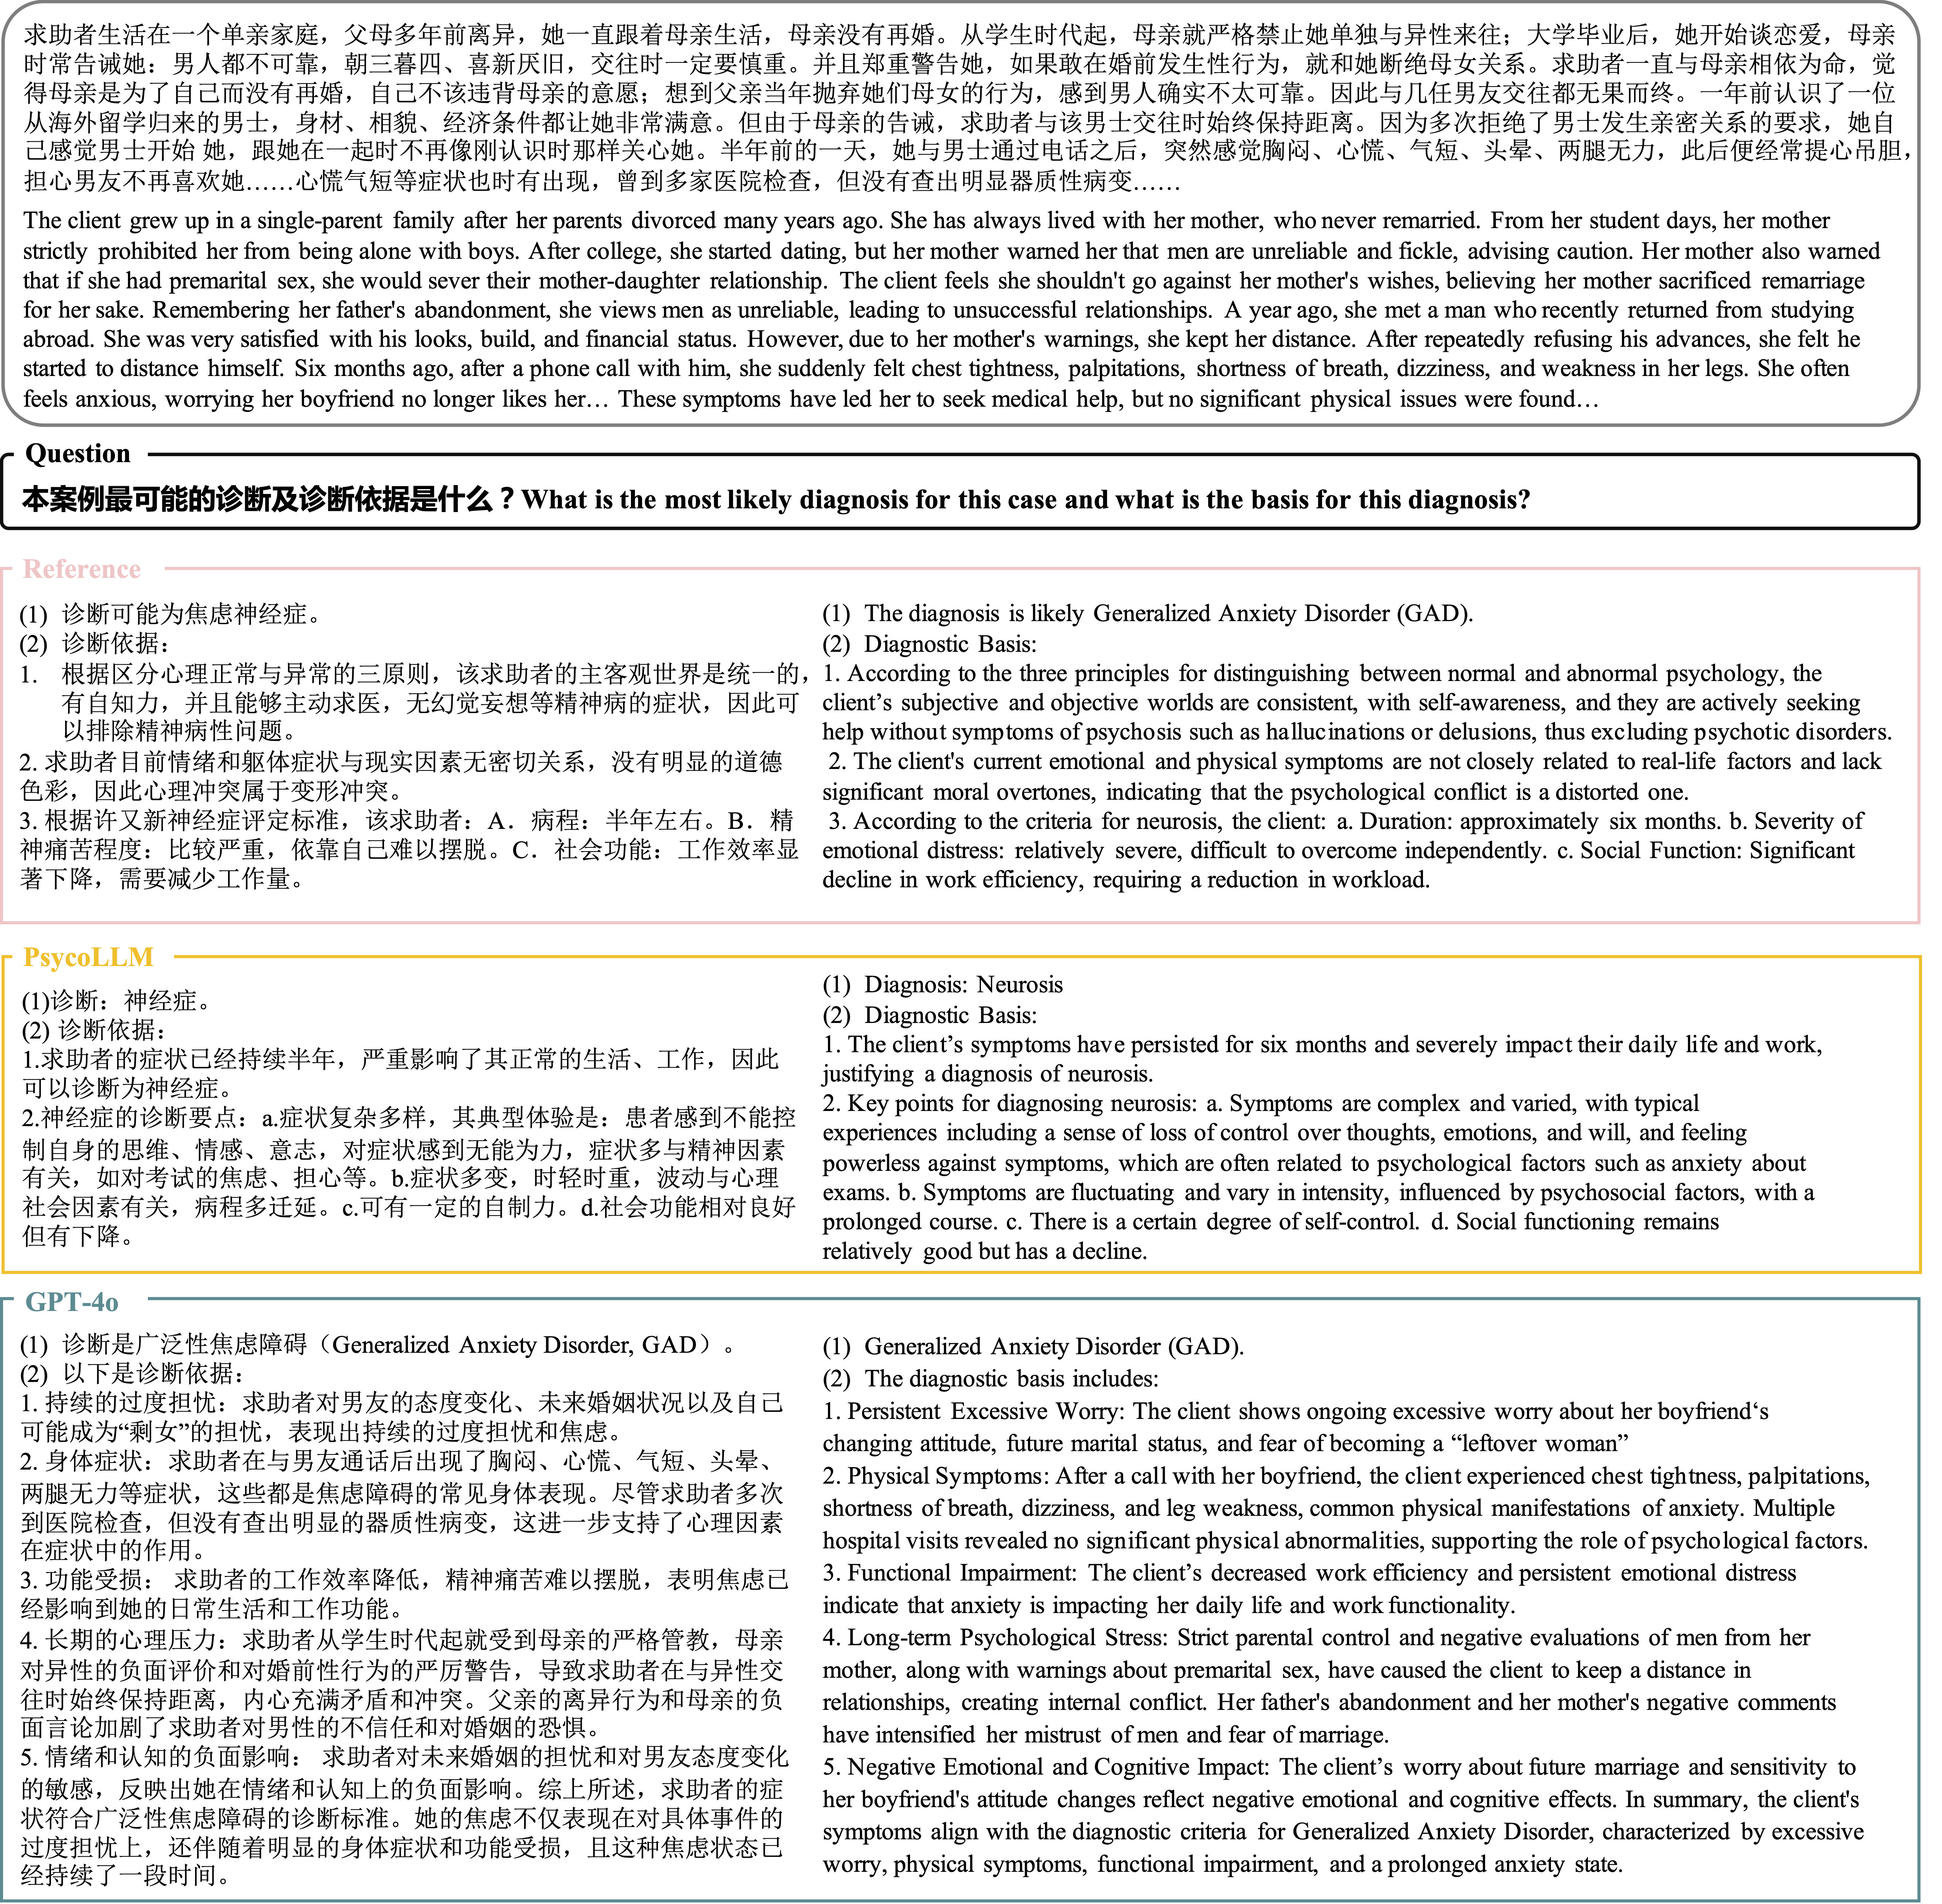 求助者生活在一个单亲家庭，父母多年前离异，她一直跟着母亲生活，母亲没有再婚。从学生时代起，母亲就严格禁止她单独与异性来往；大学毕业后，她开始谈恋爱，母亲
时常告诫她：男人都不可靠，朝三暮四、喜新厌旧，交往时一定要慎重。并且郑重警告她，如果敢在婚前发生性行为，就和她断绝母女关系。求助者一直与母亲相依为命，觉
得母亲是为了自己而没有再婚，自己不该违背母亲的意愿；想到父亲当年抛弃她们母女的行为，感到男人确实不太可靠。因此与几任男友交往都无果而终。一年前认识了一位
从海外留学归来的男士，身材、相貌、经济条件都让她非常满意。但由于母亲的告诫，求助者与该男士交往时始终保持距离。因为多次拒绝了男士发生亲密关系的要求，她自
己感觉男士开始 她，跟她在一起时不再像刚认识时那样关心她。半年前的一天，她与男士通过电话之后，突然感觉胸闷、心慌、气短、头晕、两腿无力，此后便经常提心吊胆，
担心男友不再喜欢她......心慌气短等症状也时有出现，曾到多家医院检查，但没有查出明显器质性病变......
The client grew up in a single-parent family after her parents divorced many years ago. She has always lived with her mother, who never remarried. From her student days, her mother
strictly prohibited her from being alone with boys. After college, she started dating, but her mother warned her that men are unreliable and fickle, advising caution. Her mother also warned
that if she had premarital sex, she would sever their mother-daughter relationship. The client feels she shouldn't go against her mother's wishes, believing her mother sacrificed remarriage
for her sake. Remembering her father's abandonment, she views men as unreliable, leading to unsuccessful relationships. A year ago, she met a man who recently returned from studying
abroad. She was very satisfied with his looks, build, and financial status. However, due to her mother's warnings, she kept her distance. After repeatedly refusing his advances, she felt he
started to distance himself. Six months ago, after a phone call with him, she suddenly felt chest tightness, palpitations, shortness of breath, dizziness, and weakness in her legs. She often
feels anxious, worrying her boyfriend no longer likes her… These symptoms have led her to seek medical help, but no significant physical issues were found…
Question
本案例最可能的诊断及诊断依据是什么？What is the most likely diagnosis for this case and what is the basis for this diagnosis?
Reference
(1) 诊断可能为焦虑神经症。
(2) 诊断依据：
1. 根据区分心理正常与异常的三原则，该求助者的主客观世界是统一的，
有自知力，并且能够主动求医，无幻觉妄想等精神病的症状，因此可
以排除精神病性问题。
2. 求助者目前情绪和躯体症状与现实因素无密切关系，没有明显的道德
色彩，因此心理冲突属于变形冲突。
3. 根据许又新神经症评定标准，该求助者：A．病程：半年左右。B．精
神痛苦程度：比较严重，依靠自己难以摆脱。C．社会功能：工作效率显
著下降，需要减少工作量。
(1) The diagnosis is likely Generalized Anxiety Disorder (GAD).
(2) Diagnostic Basis:
1. According to the three principles for distinguishing between normal and abnormal psychology, the
client’s subjective and objective worlds are consistent, with self-awareness, and they are actively seeking
help without symptoms of psychosis such as hallucinations or delusions, thus excluding psychotic disorders.
2. The client's current emotional and physical symptoms are not closely related to real-life factors and lack
significant moral overtones, indicating that the psychological conflict is a distorted one.
3. According to the criteria for neurosis, the client: a. Duration: approximately six months. b. Severity of
emotional distress: relatively severe, difficult to overcome independently. c. Social Function: Significant
decline in work efficiency, requiring a reduction in workload.
PsycoLLM
(1)诊断：神经症。
(2) 诊断依据：
1.求助者的症状已经持续半年，严重影响了其正常的生活、工作，因此
可以诊断为神经症。
2.神经症的诊断要点：a.症状复杂多样，其典型体验是：患者感到不能控
制自身的思维、情感、意志，对症状感到无能为力，症状多与精神因素
有关，如对考试的焦虑、担心等。b.症状多变，时轻时重，波动与心理
社会因素有关，病程多迁延。c.可有一定的自制力。d.社会功能相对良好
但有下降。
(1) Diagnosis: Neurosis
(2) Diagnostic Basis:
1. The client’s symptoms have persisted for six months and severely impact their daily life and work,
justifying a diagnosis of neurosis.
2. Key points for diagnosing neurosis: a. Symptoms are complex and varied, with typical
experiences including a sense of loss of control over thoughts, emotions, and will, and feeling
powerless against symptoms, which are often related to psychological factors such as anxiety about
exams. b. Symptoms are fluctuating and vary in intensity, influenced by psychosocial factors, with a
prolonged course. c. There is a certain degree of self-control. d. Social functioning remains
relatively good but has a decline.
GPT-4o
(1) 诊断是广泛性焦虑障碍（Generalized Anxiety Disorder, GAD）。
(2) 以下是诊断依据：
1. 持续的过度担忧：求助者对男友的态度变化、未来婚姻状况以及自己
可能成为“剩女”的担忧，表现出持续的过度担忧和焦虑。
2. 身体症状：求助者在与男友通话后出现了胸闷、心慌、气短、头晕、
两腿无力等症状，这些都是焦虑障碍的常见身体表现。尽管求助者多次
到医院检查，但没有查出明显的器质性病变，这进一步支持了心理因素
在症状中的作用。
3. 功能受损： 求助者的工作效率降低，精神痛苦难以摆脱，表明焦虑已
经影响到她的日常生活和工作功能。
4. 长期的心理压力：求助者从学生时代起就受到母亲的严格管教，母亲
对异性的负面评价和对婚前性行为的严厉警告，导致求助者在与异性交
往时始终保持距离，内心充满矛盾和冲突。父亲的离异行为和母亲的负
面言论加剧了求助者对男性的不信任和对婚姻的恐惧。
5. 情绪和认知的负面影响： 求助者对未来婚姻的担忧和对男友态度变化
的敏感，反映出她在情绪和认知上的负面影响。综上所述，求助者的症
状符合广泛性焦虑障碍的诊断标准。她的焦虑不仅表现在对具体事件的
过度担忧上，还伴随着明显的身体症状和功能受损，且这种焦虑状态已
经持续了一段时间。
(1) Generalized Anxiety Disorder (GAD).
(2) The diagnostic basis includes:
1. Persistent Excessive Worry: The client shows ongoing excessive worry about her boyfriend‘s
changing attitude, future marital status, and fear of becoming a “leftover woman”
2. Physical Symptoms: After a call with her boyfriend, the client experienced chest tightness, palpitations,
shortness of breath, dizziness, and leg weakness, common physical manifestations of anxiety. Multiple
hospital visits revealed no significant physical abnormalities, supporting the role of psychological factors.
3. Functional Impairment: The client’s decreased work efficiency and persistent emotional distress
indicate that anxiety is impacting her daily life and work functionality.
4. Long-term Psychological Stress: Strict parental control and negative evaluations of men from her
mother, along with warnings about premarital sex, have caused the client to keep a distance in
relationships, creating internal conflict. Her father's abandonment and her mother's negative comments
have intensified her mistrust of men and fear of marriage.
5. Negative Emotional and Cognitive Impact: The client’s worry about future marriage and sensitivity to
her boyfriend's attitude changes reflect negative emotional and cognitive effects. In summary, the client's
symptoms align with the diagnostic criteria for Generalized Anxiety Disorder, characterized by excessive
worry, physical symptoms, functional impairment, and a prolonged anxiety state.